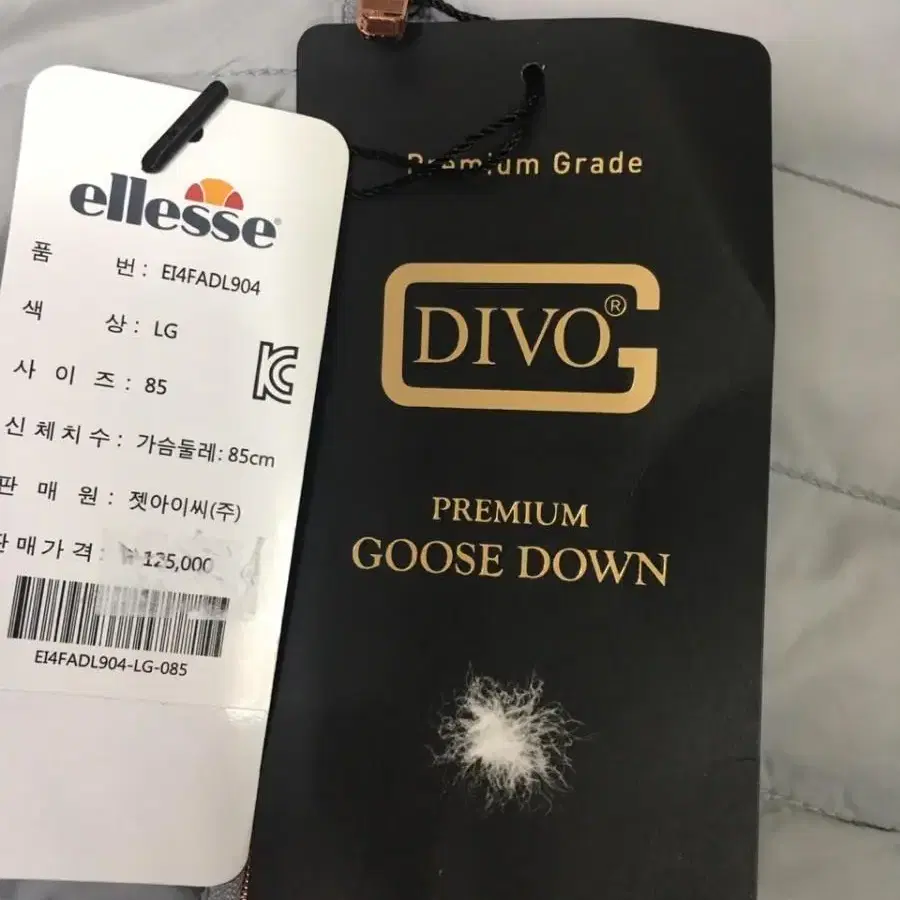 ellesse®
품 번 : EI4FADL904
색 상 : LG
사 이 즈 : 85
신체치수 : 가슴둘레: 85cm
판 매 원 : 젯아이씨(주)
판매가격 : ₩ 125,000
EI4FADL904-LG-085
Premium Grade
DIVO®
PREMIUM
GOOSE DOWN